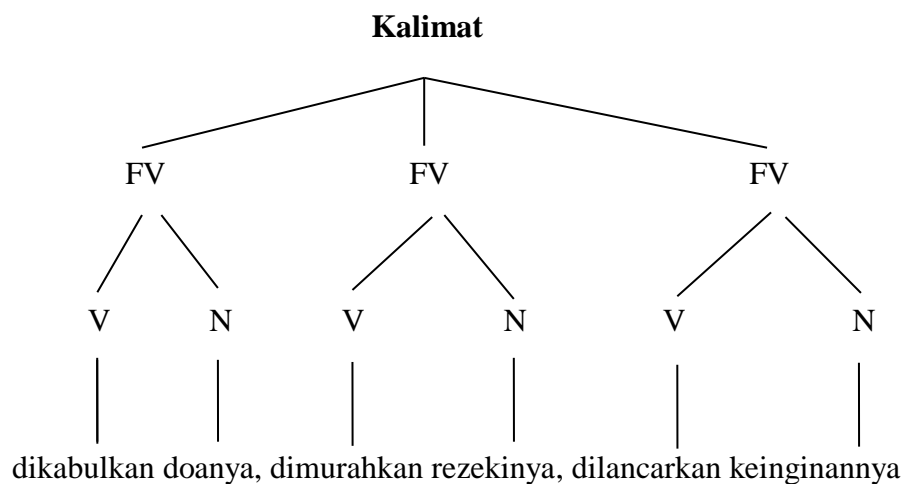 Kalimat
FV FV FV
V N V N V N
dikabulkan doanya, dimurahkan rezekinya, dilancarkan keinginannya